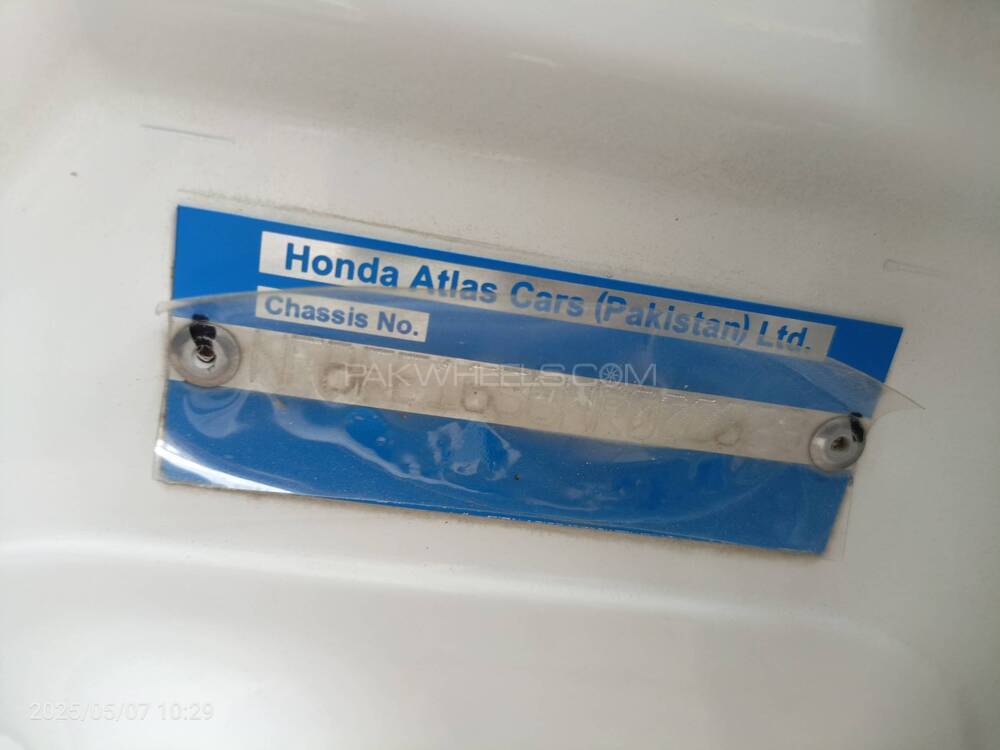 Honda Atlas Cars (Pakistan) Ltd.
Chassis No.
PAKWHEELS.COM
2025/05/07 10:29